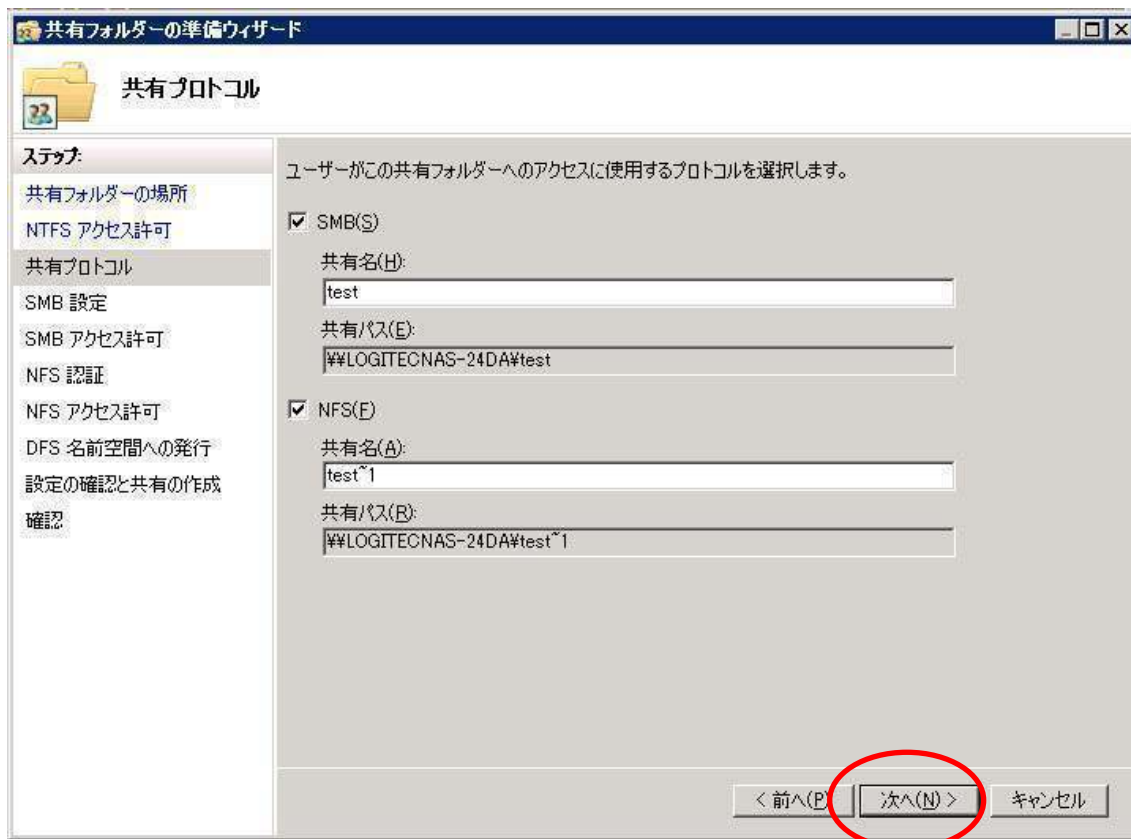 共有フォルダーの準備ウィザード
共有プロトコル
ステップ:
共有フォルダーの場所
NTFS アクセス許可
共有プロトコル
SMB 設定
SMB アクセス許可
NFS 認証
NFS アクセス許可
DFS 名前空間への発行
設定の確認と共有の作成
確認
ユーザーがこの共有フォルダーへのアクセスに使用するプロトコルを選択します。
SMB(S)
共有名(H):
test
共有パス(E):
¥¥LOGITECNAS-24DA¥test
NFS(F)
共有名(A):
test~1
共有パス(R):
¥¥LOGITECNAS-24DA¥test~1
< 前へ(P)
次へ(N) >
キャンセル